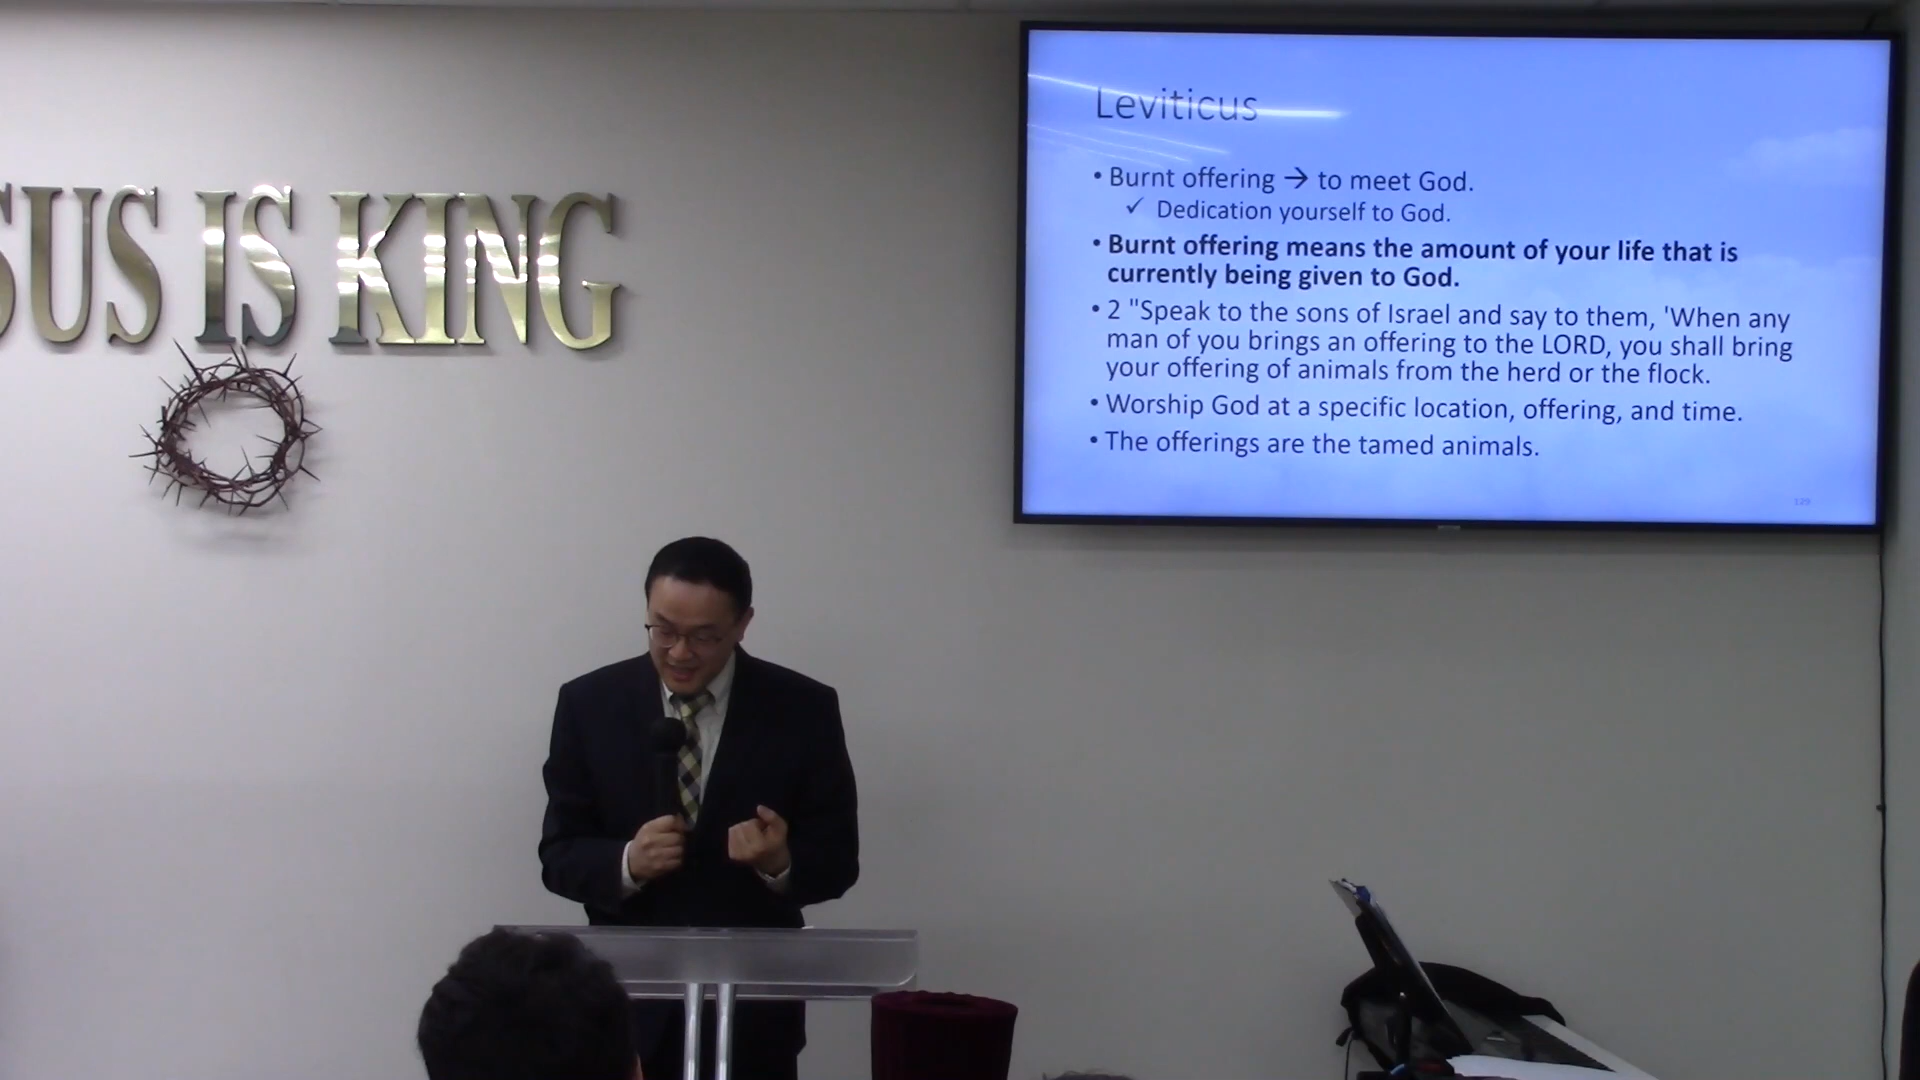 SUS IS KING
Leviticus
• Burnt offering → to meet God.
✓ Dedication yourself to God.
• Burnt offering means the amount of your life that is
currently being given to God.
• 2 "Speak to the sons of Israel and say to them, 'When any
man of you brings an offering to the LORD, you shall bring
your offering of animals from the herd or the flock.
• Worship God at a specific location, offering, and time.
• The offerings are the tamed animals.
129